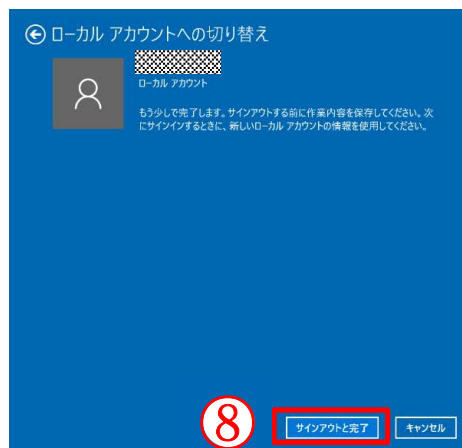 ローカル アカウントへの切り替え
ローカル アカウント
もう少しで完了します。サインアウトする前に作業内容を保存してください。次
にサインインするときに、新しいローカル アカウントの情報を使用してください。
⑧ サインアウトと完了 キャンセル